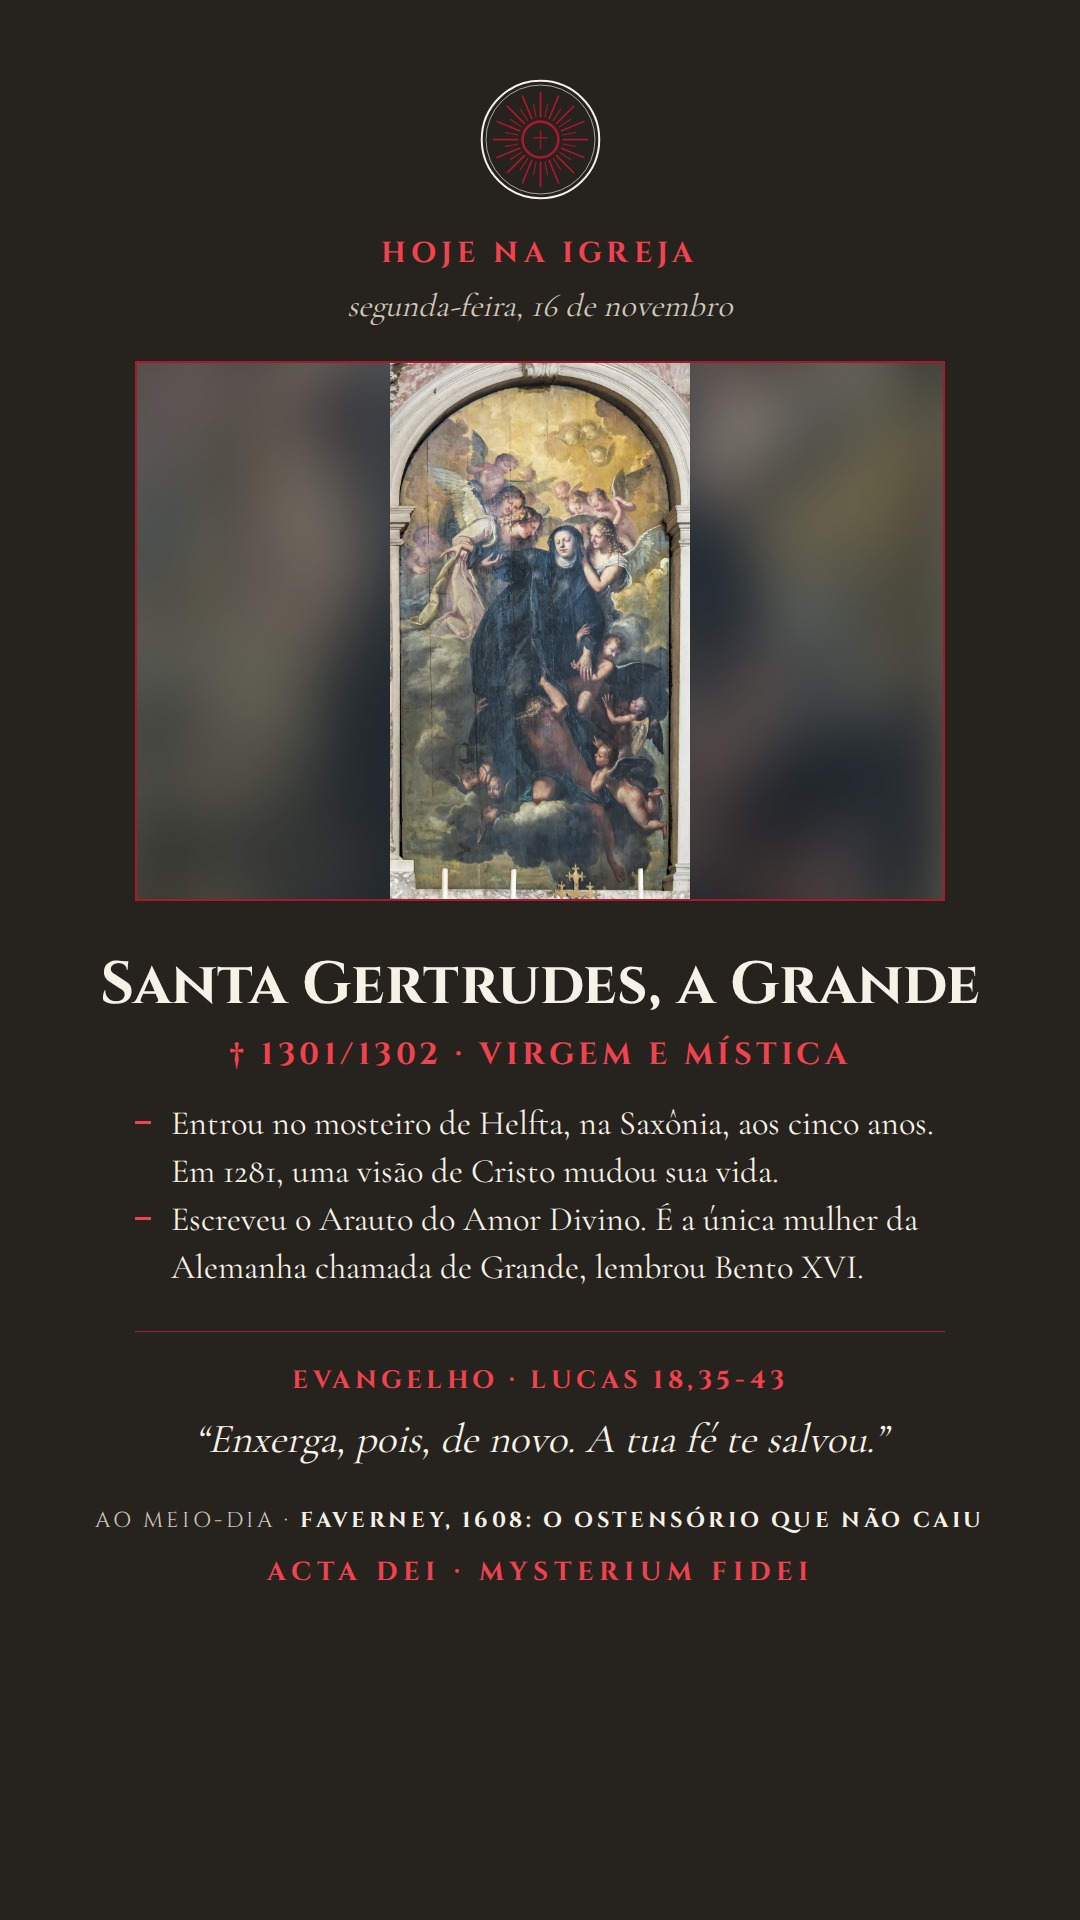 HOJE NA IGREJA
segunda-feira, 16 de novembro
Santa Gertrudes, a Grande
† 1301/1302 · VIRGEM E MÍSTICA
– Entrou no mosteiro de Helfta, na Saxônia, aos cinco anos.
Em 1281, uma visão de Cristo mudou sua vida.
– Escreveu o Arauto do Amor Divino. É a única mulher da
Alemanha chamada de Grande, lembrou Bento XVI.
EVANGELHO · LUCAS 18,35-43
“Enxerga, pois, de novo. A tua fé te salvou.”
AO MEIO-DIA · FAVERNEY, 1608: O OSTENSÓRIO QUE NÃO CAIU
ACTA DEI · MYSTERIUM FIDEI